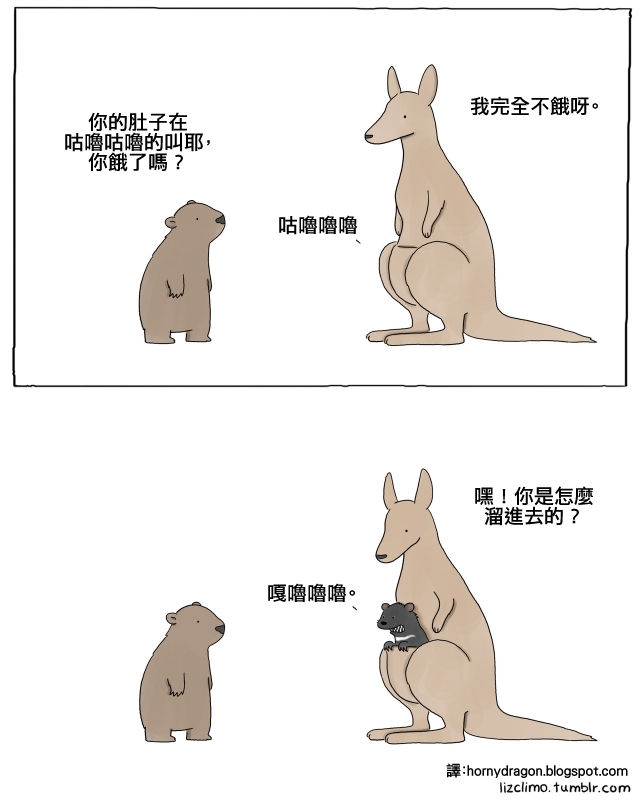 你的肚子在
咕嚕咕嚕的叫耶,
你餓了嗎？
我完全不餓呀。
咕嚕嚕嚕
嘿！你是怎麼
溜進去的？
嘎嚕嚕嚕。
譯:hornydragon.blogspot.com
lizclimo.tumblr.com